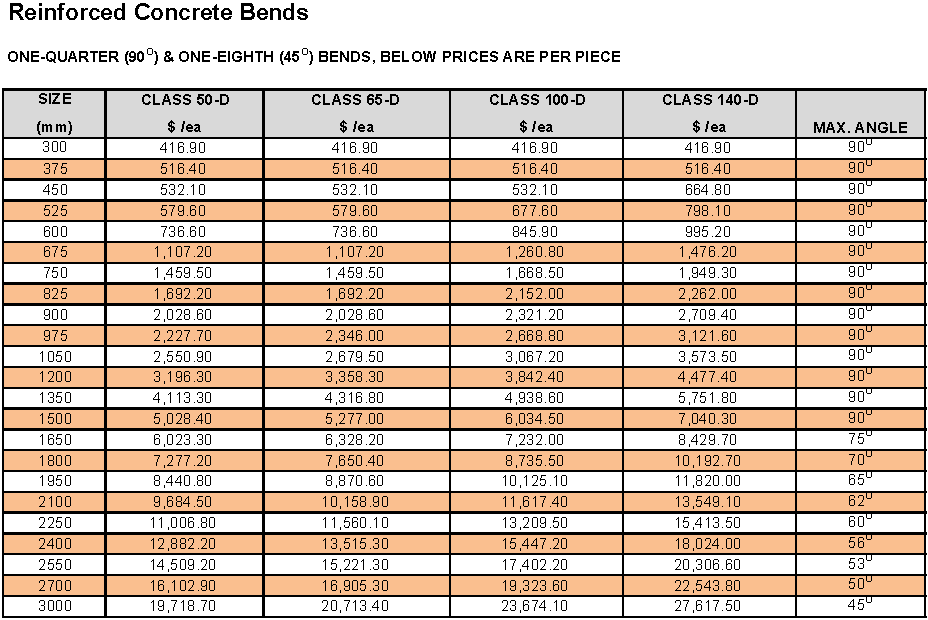 Reinforced Concrete Bends
ONE-QUARTER (90°) & ONE-EIGHTH (45°) BENDS, BELOW PRICES ARE PER PIECE
SIZE CLASS 50-D CLASS 65-D CLASS 100-D CLASS 140-D
(mm) $ /ea $ /ea $ /ea $ /ea MAX. ANGLE
300 416.90 416.90 416.90 416.90 90°
375 516.40 516.40 516.40 516.40 90°
450 532.10 532.10 532.10 664.80 90°
525 579.60 579.60 677.60 798.10 90°
600 736.60 736.60 845.90 995.20 90°
675 1,107.20 1,107.20 1,260.80 1,476.20 90°
750 1,459.50 1,459.50 1,668.50 1,949.30 90°
825 1,692.20 1,692.20 2,152.00 2,262.00 90°
900 2,028.60 2,028.60 2,321.20 2,709.40 90°
975 2,227.70 2,346.00 2,668.80 3,121.60 90°
1050 2,550.90 2,679.50 3,067.20 3,573.50 90°
1200 3,196.30 3,358.30 3,842.40 4,477.40 90°
1350 4,113.30 4,316.80 4,938.60 5,751.80 90°
1500 5,028.40 5,277.00 6,034.50 7,040.30 90°
1650 6,023.30 6,328.20 7,232.00 8,429.70 75°
1800 7,277.20 7,650.40 8,735.50 10,192.70 70°
1950 8,440.80 8,870.60 10,125.10 11,820.00 65°
2100 9,684.50 10,158.90 11,617.40 13,549.10 62°
2250 11,006.80 11,560.10 13,209.50 15,413.50 60°
2400 12,882.20 13,515.30 15,447.20 18,024.00 56°
2550 14,509.20 15,221.30 17,402.20 20,306.60 53°
2700 16,102.90 16,905.30 19,323.60 22,543.80 50°
3000 19,718.70 20,713.40 23,674.10 27,617.50 45°